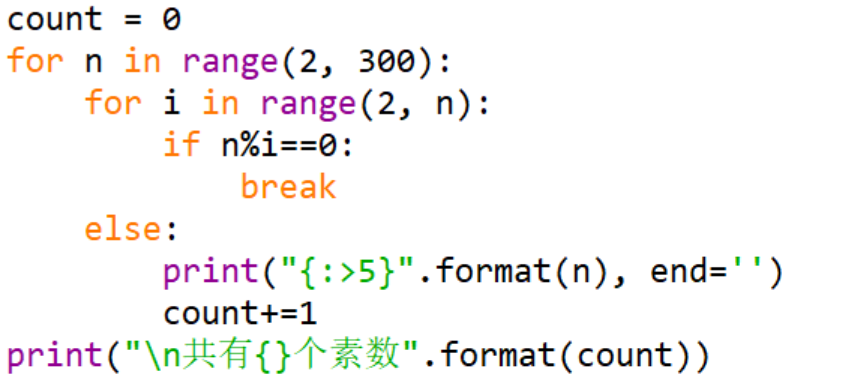 count = 0
for n in range(2, 300):
    for i in range(2, n):
        if n%i==0:
            break
    else:
        print("{:>5}".format(n), end='')
        count+=1
print("\n共有{}个素数".format(count))